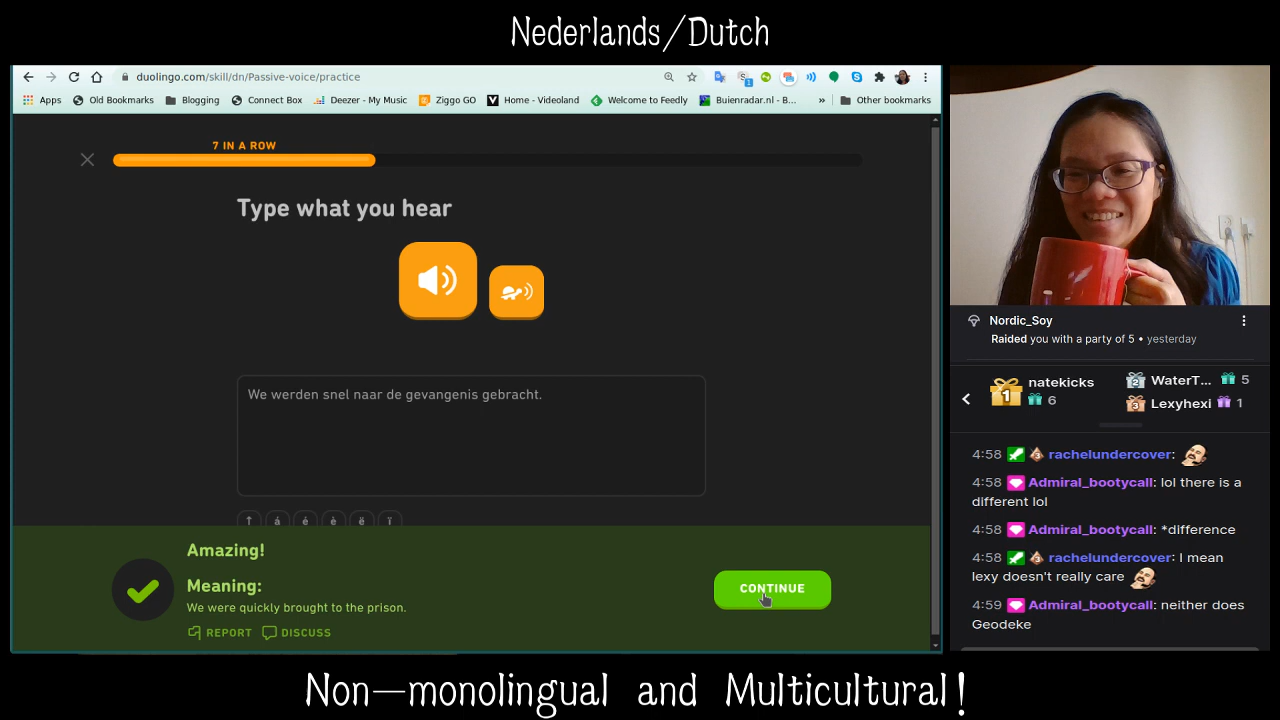 Nederlands/Dutch
duolingo.com/skill/dn/Passive-voice/practice
Apps Old Bookmarks Blogging Connect Box Deezer - My Music Ziggo GO Home - Videoland Welcome to Feedly Buienradar.nl - B... » Other bookmarks
7 IN A ROW
Type what you hear
We werden snel naar de gevangenis gebracht.
↑ á é è ë ï
Amazing!
Meaning:
We were quickly brought to the prison.
REPORT DISCUSS
CONTINUE
Nordic_Soy
Raided you with a party of 5 • yesterday
1 natekicks
6
2 WaterT... 5
3 Lexyhexi 1
4:58 rachelundercover:
4:58 Admiral_bootycall: lol there is a
different lol
4:58 Admiral_bootycall: *difference
4:58 rachelundercover: I mean
lexy doesn't really care
4:59 Admiral_bootycall: neither does
Geodeke
Non-monolingual and Multicultural!